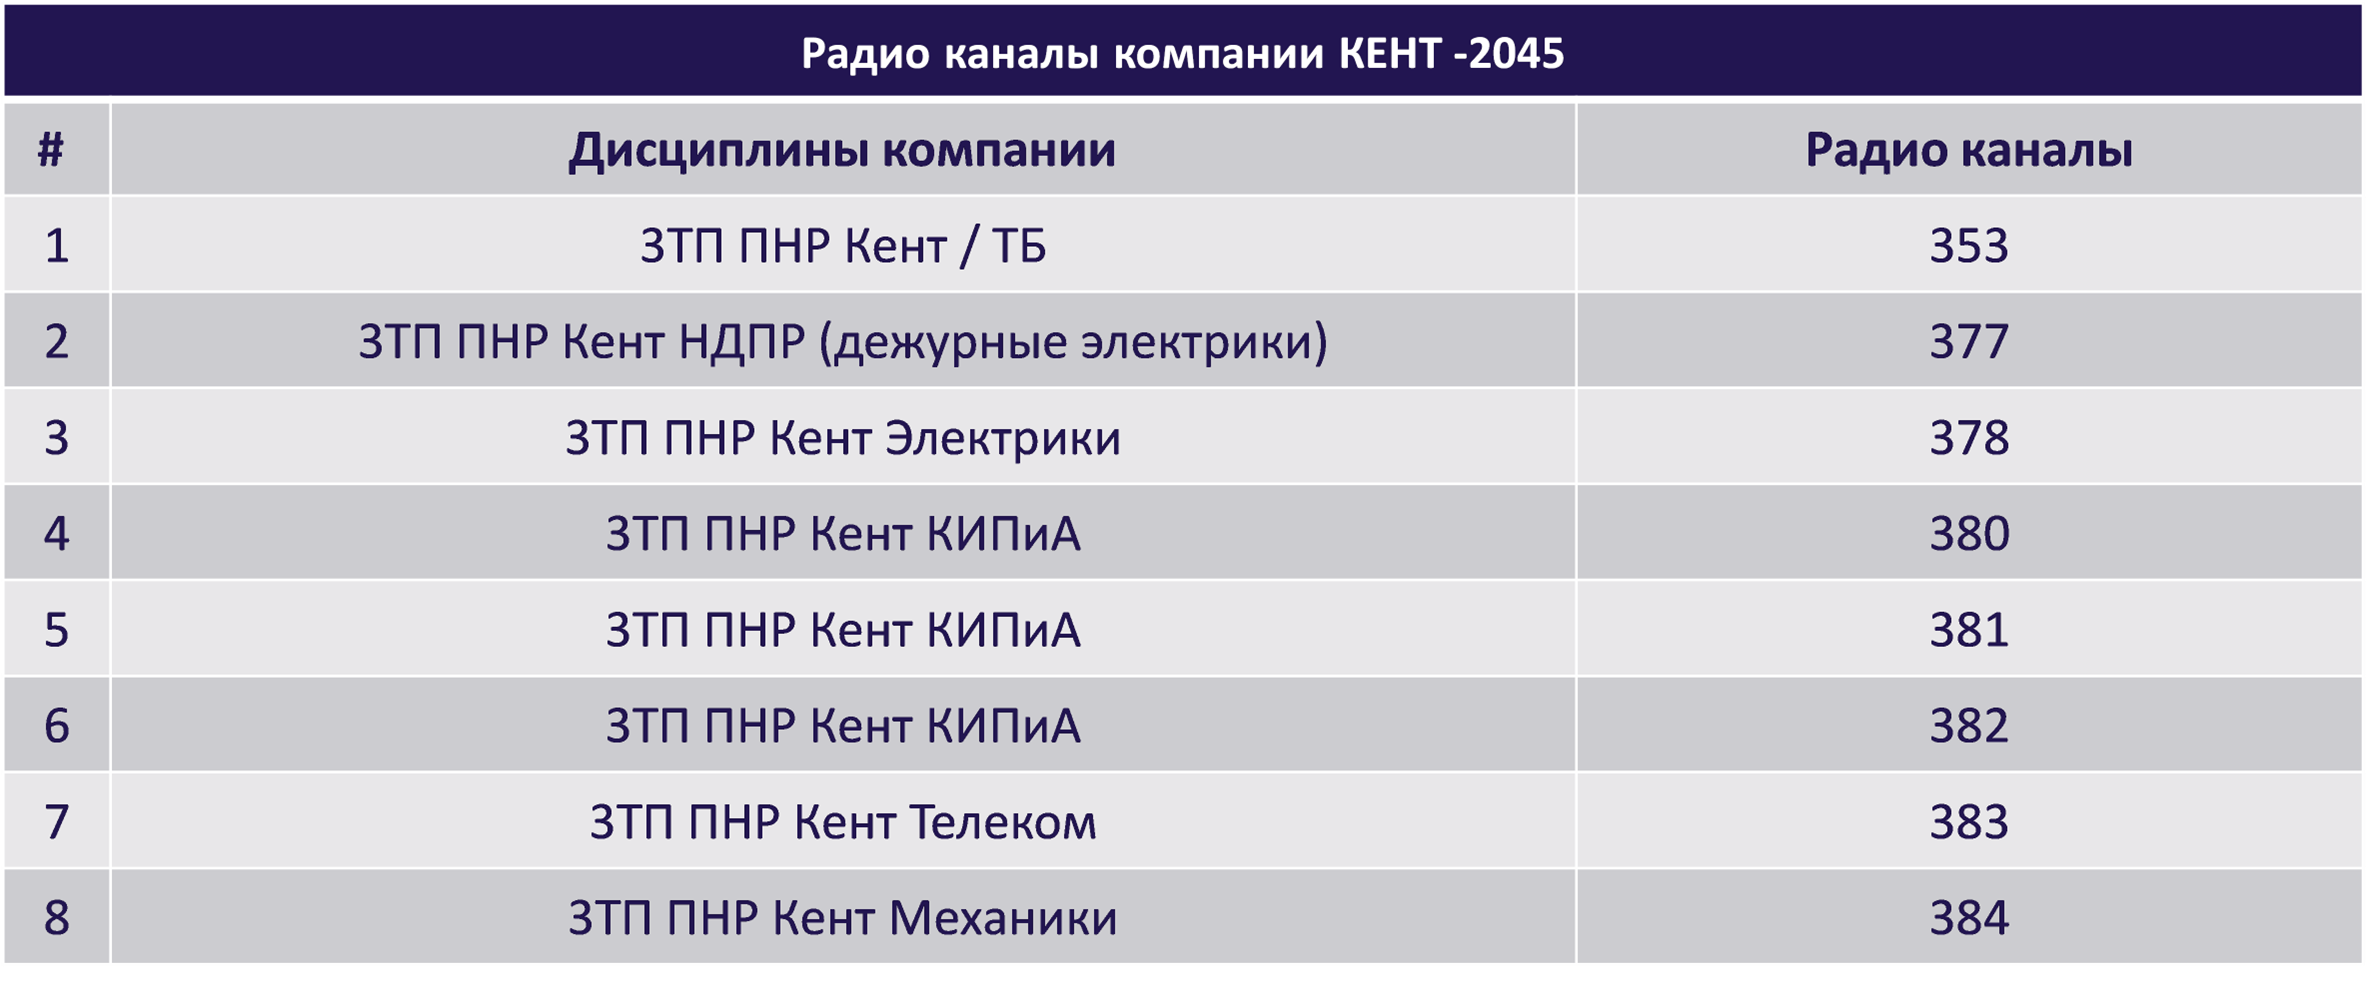 Радио каналы компании КЕНТ -2045
# Дисциплины компании Радио каналы
1 ЗТП ПНР Кент / ТБ 353
2 ЗТП ПНР Кент НДПР (дежурные электрики) 377
3 ЗТП ПНР Кент Электрики 378
4 ЗТП ПНР Кент КИПиА 380
5 ЗТП ПНР Кент КИПиА 381
6 ЗТП ПНР Кент КИПиА 382
7 ЗТП ПНР Кент Телеком 383
8 ЗТП ПНР Кент Механики 384